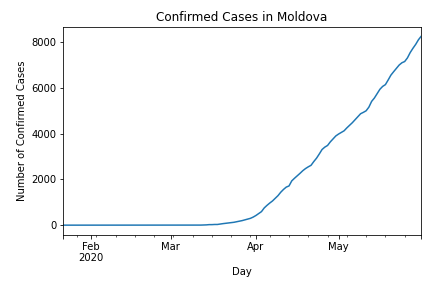 Confirmed Cases in Moldova
Number of Confirmed Cases
8000
6000
4000
2000
0
Feb
2020
Mar
Apr
May
Day